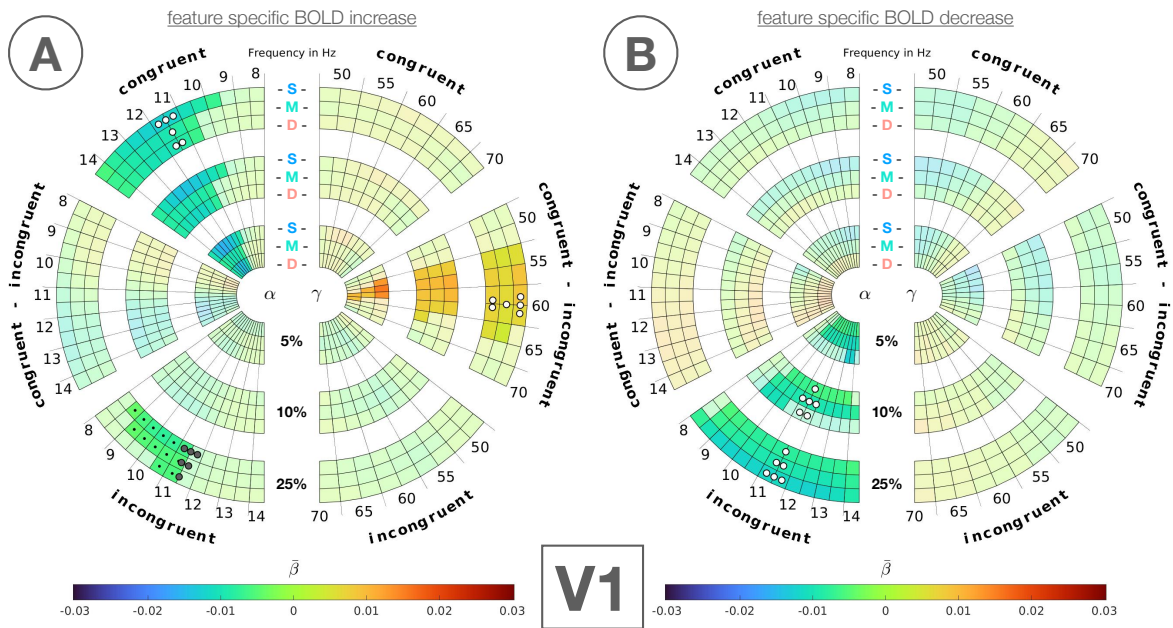 feature specific BOLD increase
A
Frequency in Hz
congruent
8 9 10 11 12 13 14
50 55 60 65 70
- S -
- M -
- D -
- S -
- M -
- D -
- S -
- M -
- D -
congruent
congruent - incongruent
8 9 10 11 12 13 14
congruent - incongruent
50 55 60 65 70
α γ
5%
10%
25%
incongruent
8 9 10 11 12 13 14
incongruent
50 55 60 65 70
β̄
-0.03 -0.02 -0.01 0 0.01 0.02 0.03
V1
feature specific BOLD decrease
B
Frequency in Hz
congruent
8 9 10 11 12 13 14
50 55 60 65 70
- S -
- M -
- D -
- S -
- M -
- D -
- S -
- M -
- D -
congruent
congruent - incongruent
8 9 10 11 12 13 14
congruent - incongruent
50 55 60 65 70
α γ
5%
10%
25%
incongruent
8 9 10 11 12 13 14
incongruent
50 55 60 65 70
β̄
-0.03 -0.02 -0.01 0 0.01 0.02 0.03